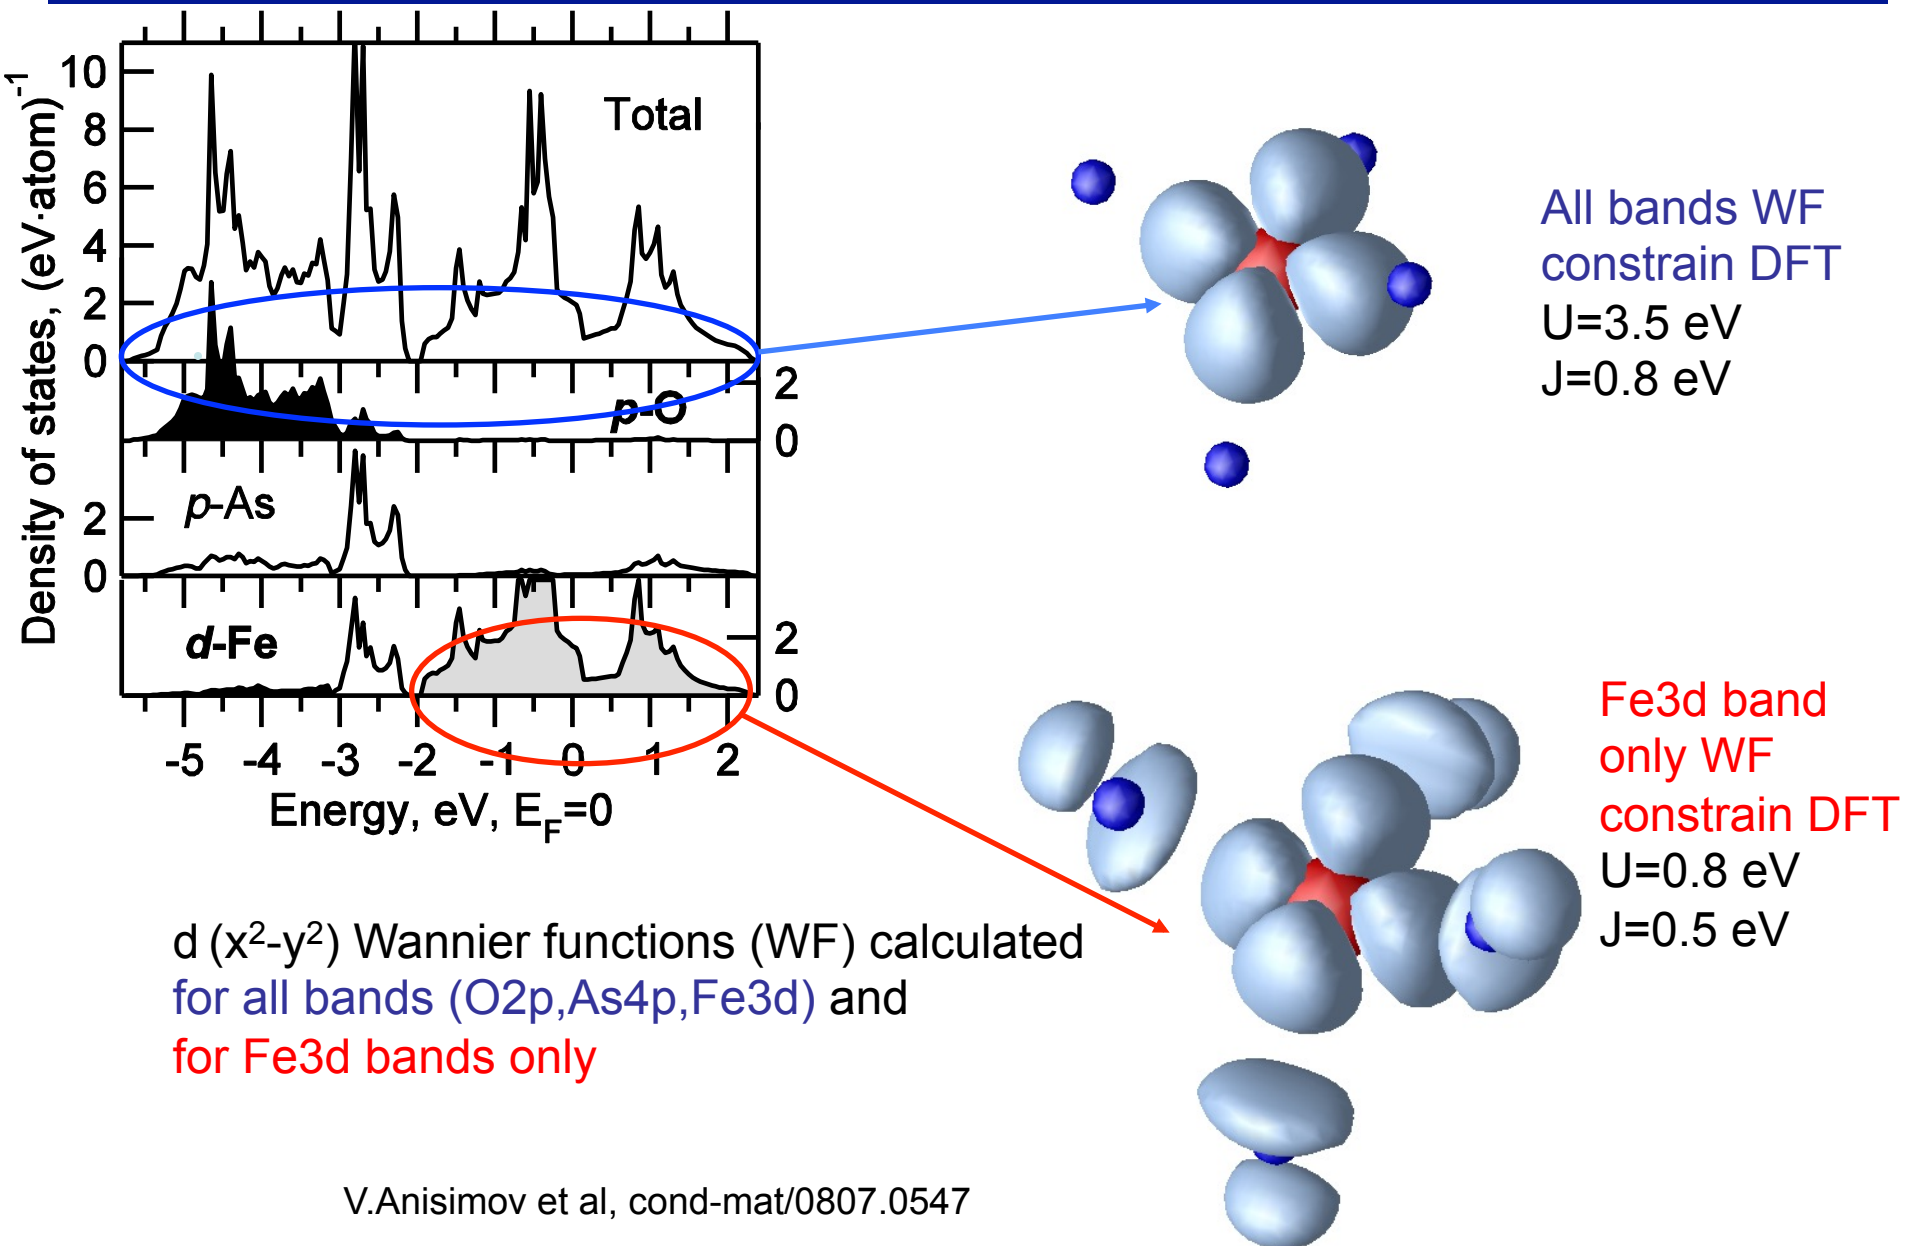 Density of states, (eV·atom)⁻¹
10
8
6
4
2
0
Total
2
0
p-O
2
0
p-As
2
0
d-Fe
-5 -4 -3 -2 -1 0 1 2
Energy, eV, E_F=0
All bands WF
constrain DFT
U=3.5 eV
J=0.8 eV
Fe3d band
only WF
constrain DFT
U=0.8 eV
J=0.5 eV
d (x²-y²) Wannier functions (WF) calculated
for all bands (O2p,As4p,Fe3d) and
for Fe3d bands only
V.Anisimov et al, cond-mat/0807.0547